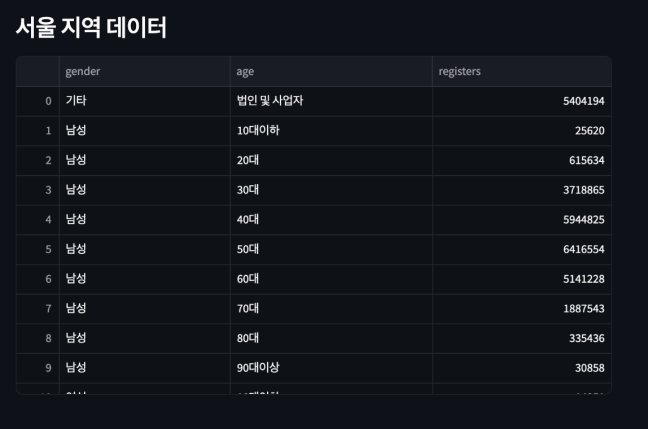 서울 지역 데이터
gender age registers
0 기타 법인 및 사업자 5404194
1 남성 10대이하 25620
2 남성 20대 615634
3 남성 30대 3718865
4 남성 40대 5944825
5 남성 50대 6416554
6 남성 60대 5141228
7 남성 70대 1887543
8 남성 80대 335436
9 남성 90대이상 30858